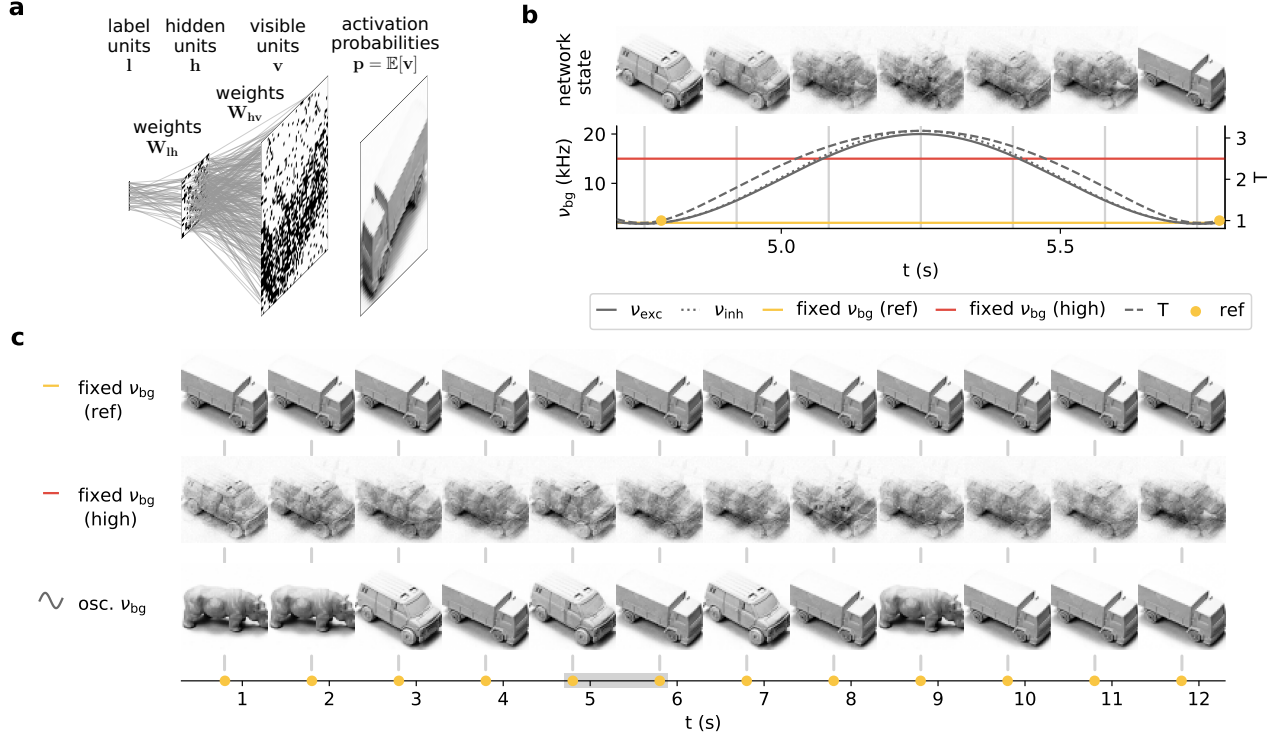 a
label
units
l
hidden
units
h
visible
units
v
activation
probabilities
p = 𝔼[v]
weights
W_hv
weights
W_lh
b
network
state
ν_bg (kHz)
20
10
3
2
1
T
5.0
5.5
t (s)
ν_exc ν_inh fixed ν_bg (ref) fixed ν_bg (high) T ref
c
fixed ν_bg
(ref)
fixed ν_bg
(high)
osc. ν_bg
1 2 3 4 5 6 7 8 9 10 11 12
t (s)